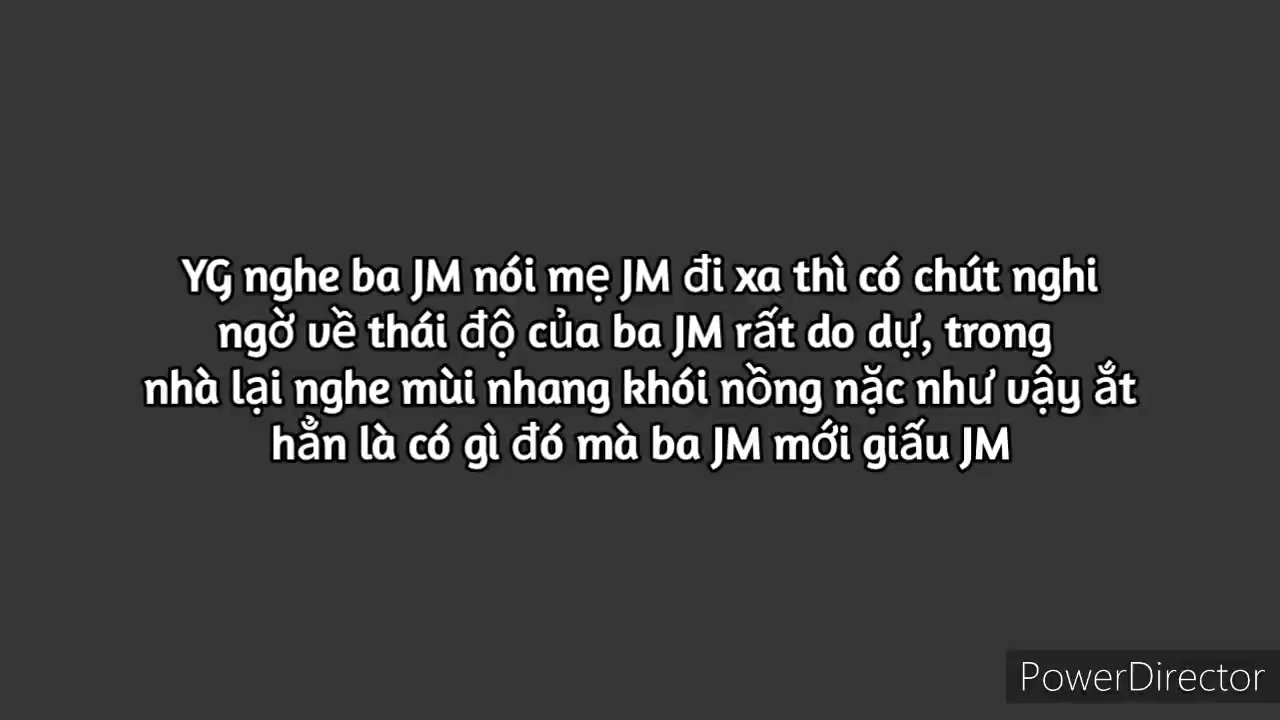 YG nghe ba JM nói mẹ JM đi xa thì có chút nghi
ngờ về thái độ của ba JM rất do dự, trong
nhà lại nghe mùi nhang khói nồng nặc như vậy ắt
hẳn là có gì đó mà ba JM mới giấu JM
PowerDirector